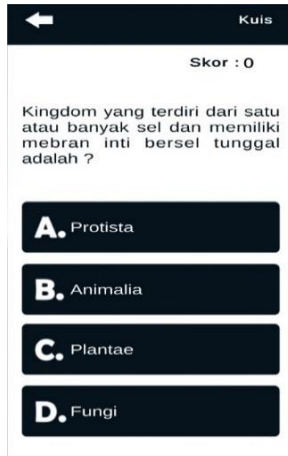 Kuis
Skor : 0
Kingdom yang terdiri dari satu
atau banyak sel dan memiliki
mebran inti bersel tunggal
adalah ?
A. Protista
B. Animalia
C. Plantae
D. Fungi